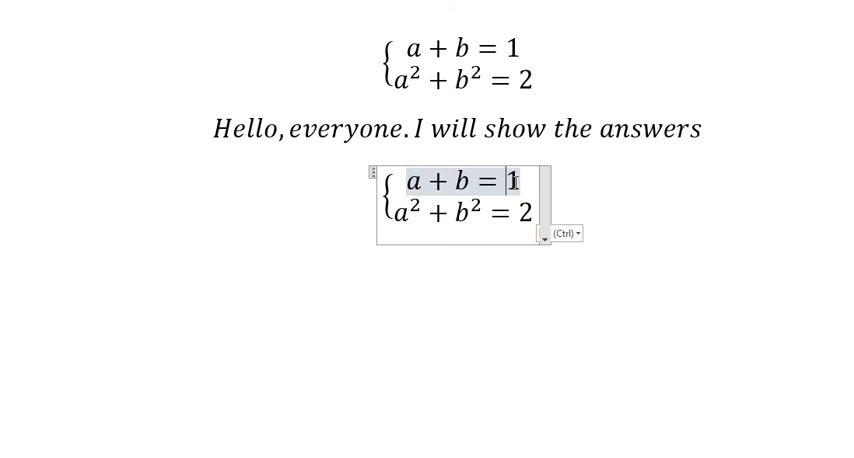 a + b = 1
a² + b² = 2
Hello, everyone. I will show the answers
a + b = 1
a² + b² = 2
(Ctrl)